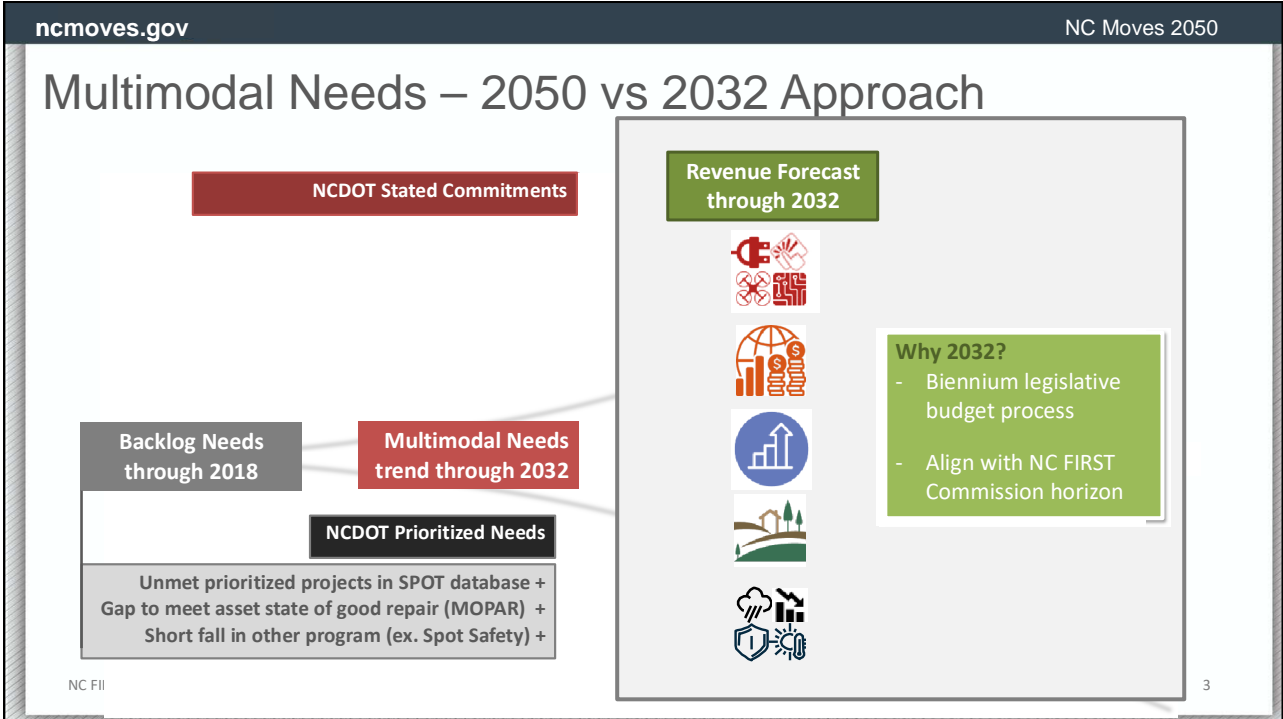 ncmoves.gov
NC Moves 2050
Multimodal Needs – 2050 vs 2032 Approach
NCDOT Stated Commitments
Revenue Forecast
through 2032
Why 2032?
- Biennium legislative
budget process
- Align with NC FIRST
Commission horizon
Backlog Needs
through 2018
Multimodal Needs
trend through 2032
NCDOT Prioritized Needs
Unmet prioritized projects in SPOT database +
Gap to meet asset state of good repair (MOPAR) +
Short fall in other program (ex. Spot Safety) +
NC
3